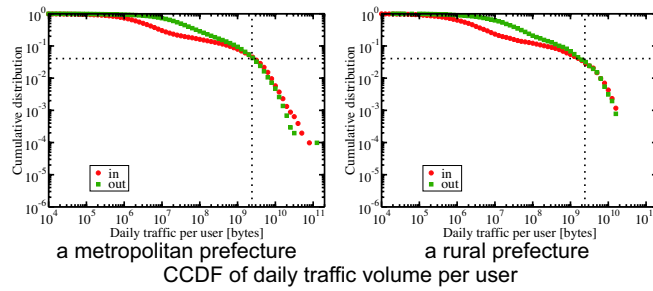 Cumulative distribution
10^0
10^-1
10^-2
10^-3
10^-4
10^-5
10^-6
in
out
10^4 10^5 10^6 10^7 10^8 10^9 10^10 10^11
Daily traffic per user [bytes]
a metropolitan prefecture
Cumulative distribution
10^0
10^-1
10^-2
10^-3
10^-4
10^-5
10^-6
in
out
10^4 10^5 10^6 10^7 10^8 10^9 10^10 10^11
Daily traffic per user [bytes]
a rural prefecture
CCDF of daily traffic volume per user